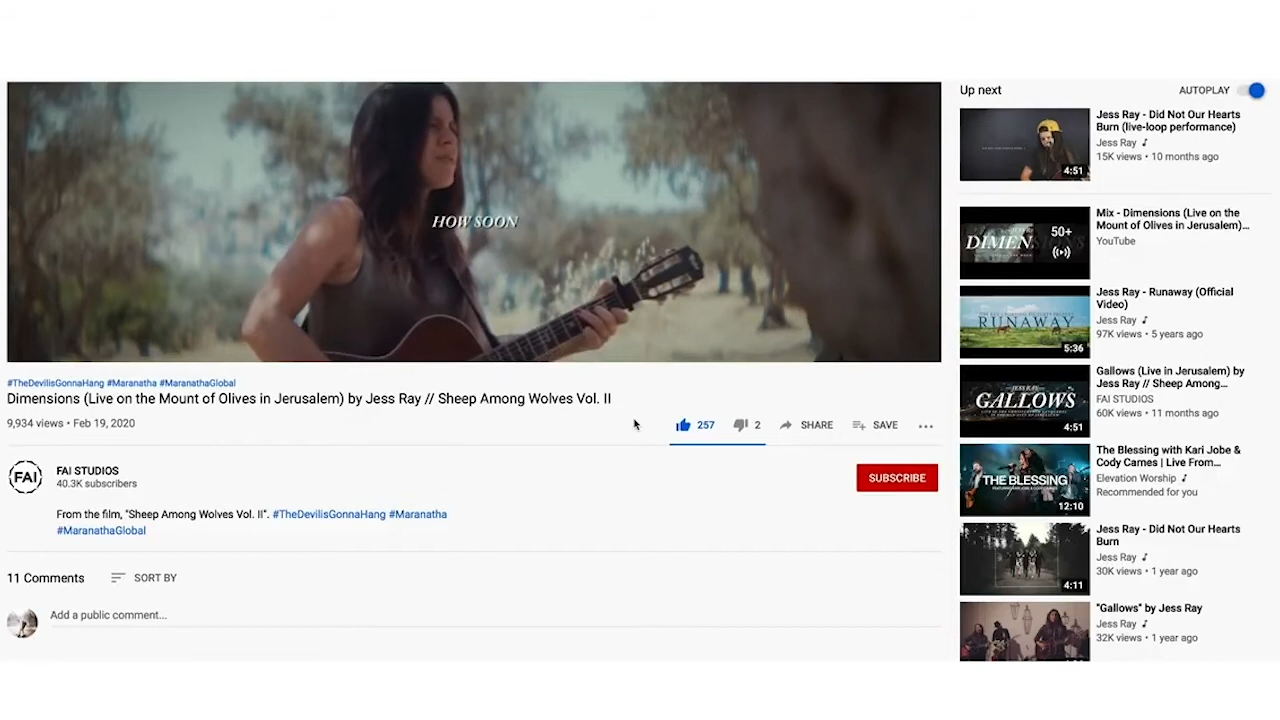 HOW SOON
#TheDevilisGonnaHang #Maranatha #MaranathaGlobal
Dimensions (Live on the Mount of Olives in Jerusalem) by Jess Ray // Sheep Among Wolves Vol. II
9,934 views • Feb 19, 2020
257
2
SHARE
SAVE
FAI
FAI STUDIOS
40.3K subscribers
SUBSCRIBE
From the film, "Sheep Among Wolves Vol. II". #TheDevilisGonnaHang #Maranatha
#MaranathaGlobal
11 Comments
SORT BY
Add a public comment...
Up next
AUTOPLAY
4:51
Jess Ray - Did Not Our Hearts
Burn (live-loop performance)
Jess Ray
15K views • 10 months ago
DIMEN
50+
Mix - Dimensions (Live on the
Mount of Olives in Jerusalem)...
YouTube
RUNAWAY
5:36
Jess Ray - Runaway (Official
Video)
Jess Ray
97K views • 5 years ago
JESS RAY
GALLOWS
4:51
Gallows (Live in Jerusalem) by
Jess Ray // Sheep Among...
FAI STUDIOS
60K views • 11 months ago
THE BLESSING
12:10
The Blessing with Kari Jobe &
Cody Carnes | Live From...
Elevation Worship
Recommended for you
4:11
Jess Ray - Did Not Our Hearts
Burn
Jess Ray
30K views • 1 year ago
"Gallows" by Jess Ray
Jess Ray
32K views • 1 year ago